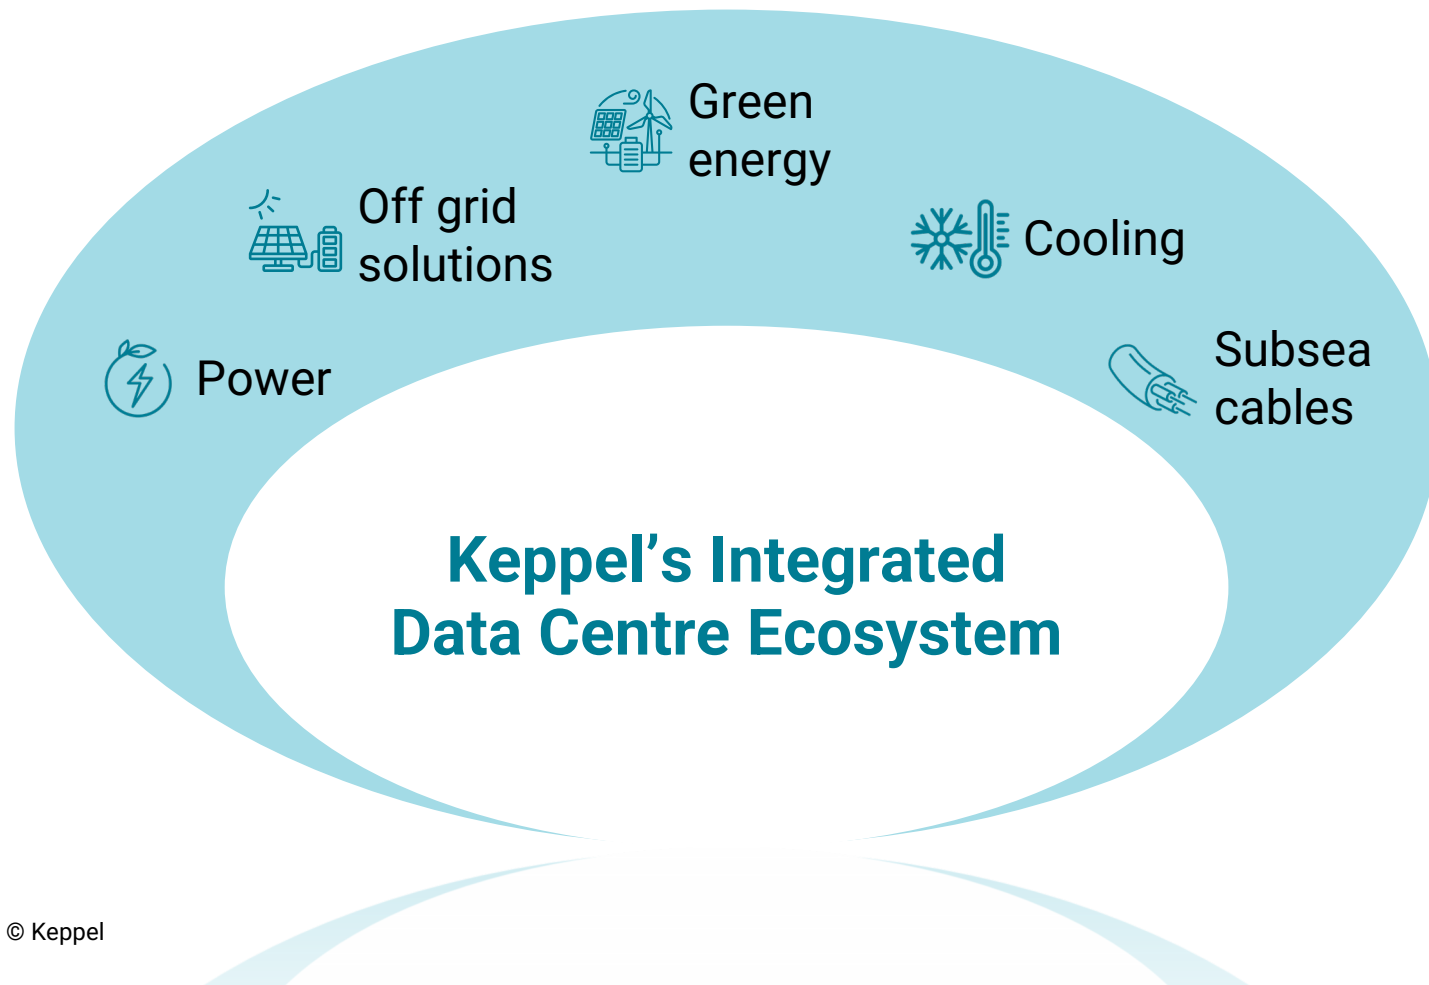 Green
energy
Off grid
solutions
Cooling
Power
Subsea
cables
Keppel’s Integrated
Data Centre Ecosystem
© Keppel